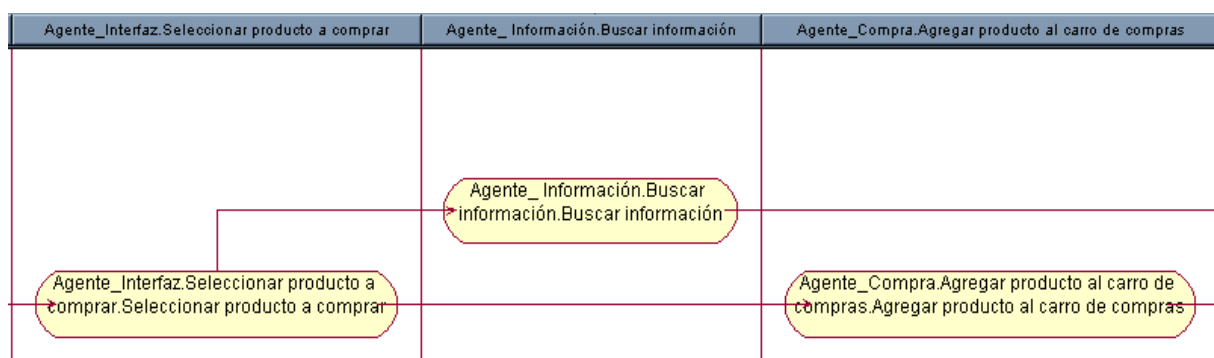 Agente_Interfaz.Seleccionar producto a comprar
Agente_ Información.Buscar información
Agente_Compra.Agregar producto al carro de compras
Agente_ Información.Buscar
información.Buscar información
Agente_Interfaz.Seleccionar producto a
comprar.Seleccionar producto a comprar
Agente_Compra.Agregar producto al carro de
compras.Agregar producto al carro de compras